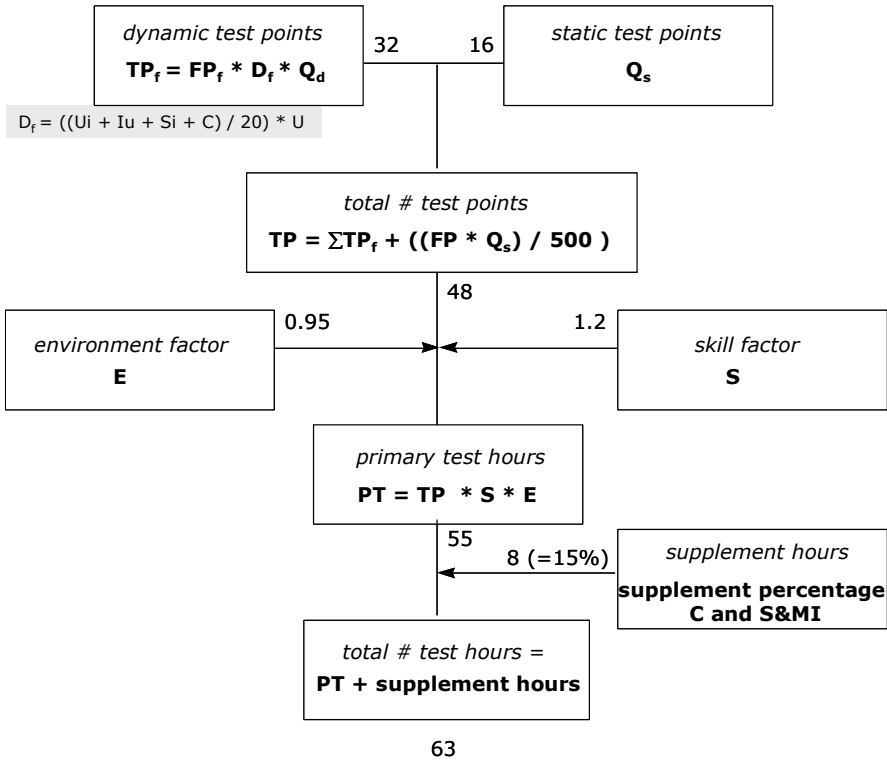 dynamic test points
TPf = FPf * Df * Qd
32
16
static test points
Qs
Df = ((Ui + Iu + Si + C) / 20) * U
total # test points
TP = ΣTPf + ((FP * Qs) / 500 )
48
environment factor
E
0.95
1.2
skill factor
S
primary test hours
PT = TP * S * E
55
8 (=15%)
supplement hours
supplement percentage
C and S&MI
total # test hours =
PT + supplement hours
63